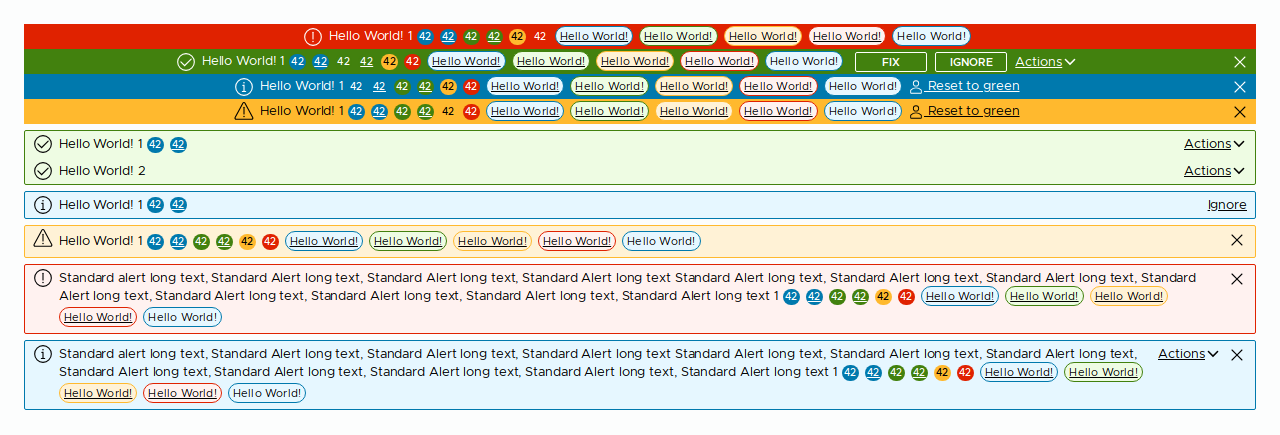 Hello World! 1 42 42 42 42 42 42 Hello World! Hello World! Hello World! Hello World! Hello World!
Hello World! 1 42 42 42 42 42 42 Hello World! Hello World! Hello World! Hello World! Hello World! FIX IGNORE Actions
Hello World! 1 42 42 42 42 42 42 Hello World! Hello World! Hello World! Hello World! Hello World! Reset to green
Hello World! 1 42 42 42 42 42 42 Hello World! Hello World! Hello World! Hello World! Hello World! Reset to green
Hello World! 1 42 42 Actions
Hello World! 2 Actions
Hello World! 1 42 42 Ignore
Hello World! 1 42 42 42 42 42 42 Hello World! Hello World! Hello World! Hello World! Hello World!
Standard alert long text, Standard Alert long text, Standard Alert long text, Standard Alert long text Standard Alert long text, Standard Alert long text, Standard Alert long text, Standard
Alert long text, Standard Alert long text, Standard Alert long text, Standard Alert long text, Standard Alert long text 1 42 42 42 42 42 42 Hello World! Hello World! Hello World!
Hello World! Hello World!
Standard alert long text, Standard Alert long text, Standard Alert long text, Standard Alert long text Standard Alert long text, Standard Alert long text, Standard Alert long text, Actions
Standard Alert long text, Standard Alert long text, Standard Alert long text, Standard Alert long text, Standard Alert long text 1 42 42 42 42 42 42 Hello World! Hello World!
Hello World! Hello World! Hello World!